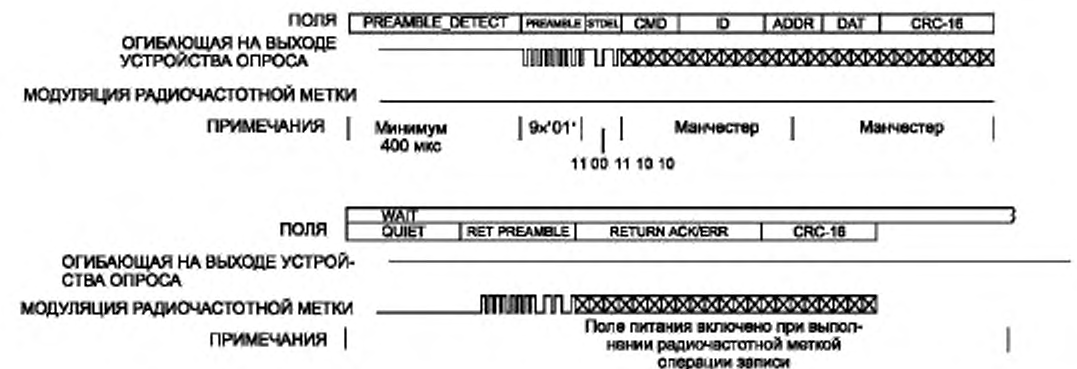 ПОЛЯ PREAMBLE_DETECT PREAMBLE STDEL CMD ID ADDR DAT CRC-16
ОГИБАЮЩАЯ НА ВЫХОДЕ
УСТРОЙСТВА ОПРОСА
МОДУЛЯЦИЯ РАДИОЧАСТОТНОЙ МЕТКИ
ПРИМЕЧАНИЯ Минимум 9x'01' Манчестер Манчестер
400 мкс
11 00 11 10 10
WAIT
ПОЛЯ QUIET RET PREAMBLE RETURN ACK/ERR CRC-16
ОГИБАЮЩАЯ НА ВЫХОДЕ УСТРОЙ-
СТВА ОПРОСА
МОДУЛЯЦИЯ РАДИОЧАСТОТНОЙ МЕТКИ
ПРИМЕЧАНИЯ Поле питания включено при выпол-
нении радиочастотной меткой
операции записи